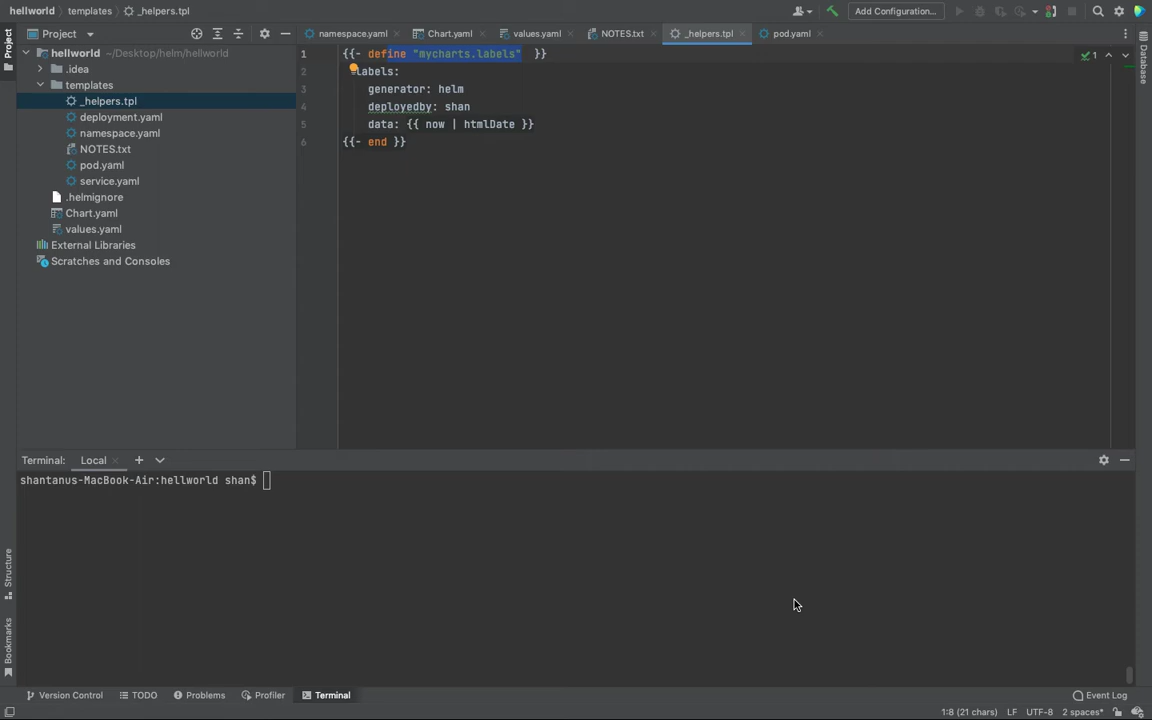 hellworld templates _helpers.tpl
Add Configuration...
Project
namespace.yaml
Chart.yaml
values.yaml
NOTES.txt
_helpers.tpl
pod.yaml
Project
Database
hellworld ~/Desktop/helm/hellworld
.idea
templates
_helpers.tpl
deployment.yaml
namespace.yaml
NOTES.txt
pod.yaml
service.yaml
.helmignore
Chart.yaml
values.yaml
External Libraries
Scratches and Consoles
1 {{- define "mycharts.labels" }}
2 labels:
3 generator: helm
4 deployedby: shan
5 data: {{ now | htmlDate }}
6 {{- end }}
1
Terminal: Local
shantanus-MacBook-Air:hellworld shan$
Structure
Bookmarks
Version Control TODO Problems Profiler Terminal Event Log
1:8 (21 chars) LF UTF-8 2 spaces*